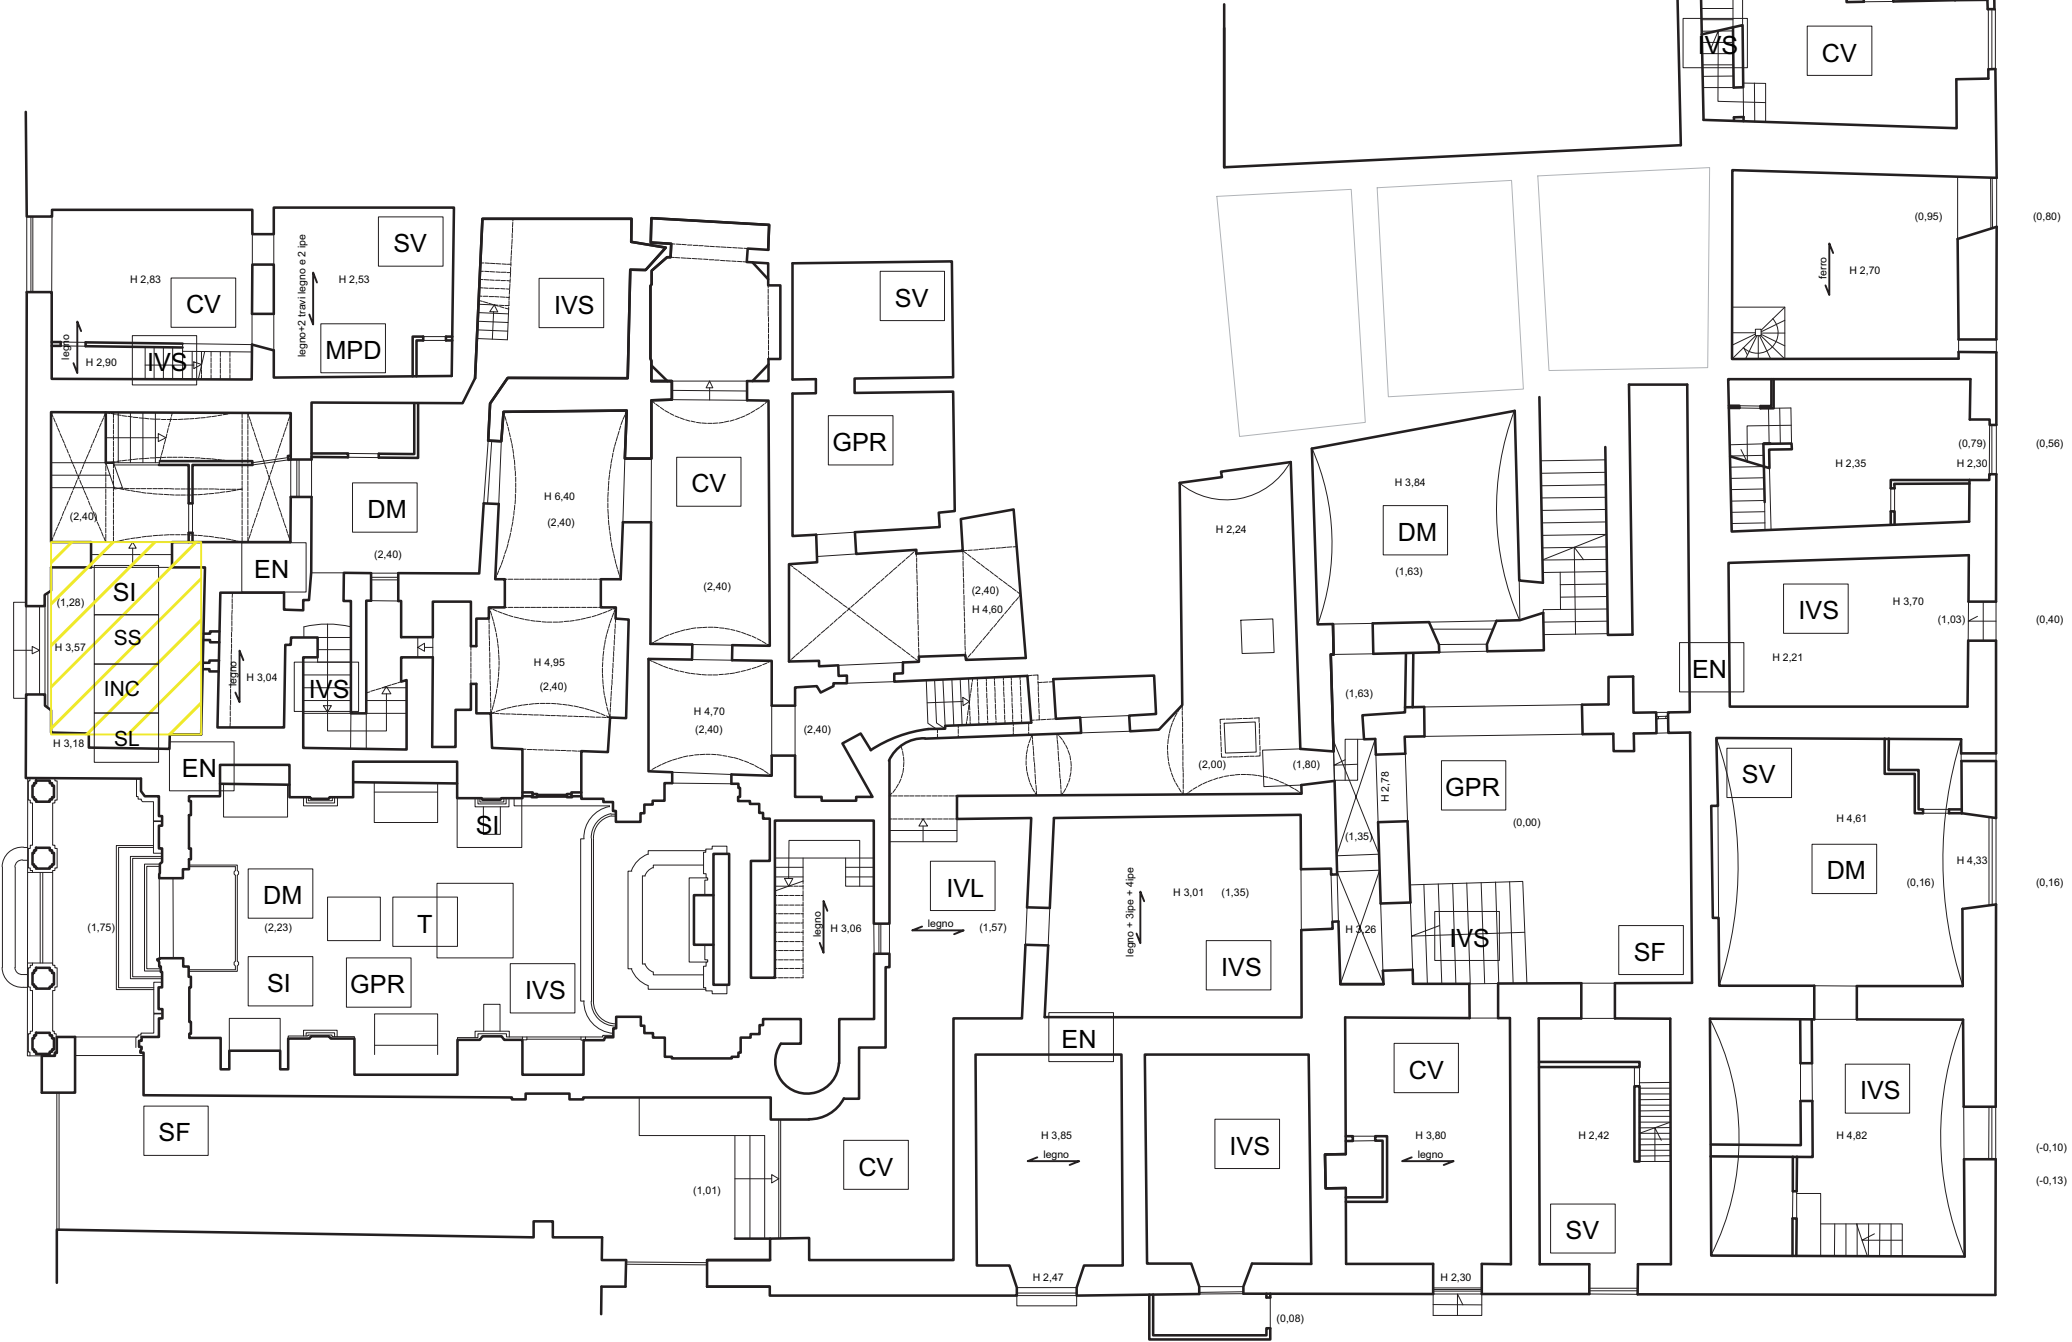 IVS
CV
(0,95)
(0,80)
SV
H 2,83
legno+2 travi legno e 2 ipe
H 2,53
CV
ferro
H 2,70
SV
IVS
legno
H 2,90
IVS
MPD
GPR
(0,79)
(0,56)
H 2,35
H 2,30
CV
H 3,84
H 6,40
(2,40)
DM
(2,40)
H 2,24
DM
(2,40)
EN
(1,63)
(2,40)
(2,40)
H 4,60
SI
(1,28)
H 3,70
IVS
(1,03)
(0,40)
SS
H 3,57
H 2,21
H 4,95
(2,40)
EN
legno
H 3,04
IVS
INC
(1,63)
H 4,70
(2,40)
(2,40)
SL
H 3,18
EN
(2,00)
(1,80)
H 2,78
GPR
SV
SI
(0,00)
(1,35)
H 4,61
H 4,33
DM
(0,16)
(0,16)
DM
(2,23)
IVL
legno
(1,57)
legno + 3ipe + 4ipe
H 3,01
(1,35)
T
(1,75)
legno
H 3,06
H 3,26
IVS
SF
SI
GPR
IVS
IVS
EN
CV
IVS
SF
H 3,85
legno
IVS
H 3,80
legno
H 2,42
H 4,82
(-0,10)
CV
(-0,13)
(1,01)
SV
H 2,47
H 2,30
(0,08)